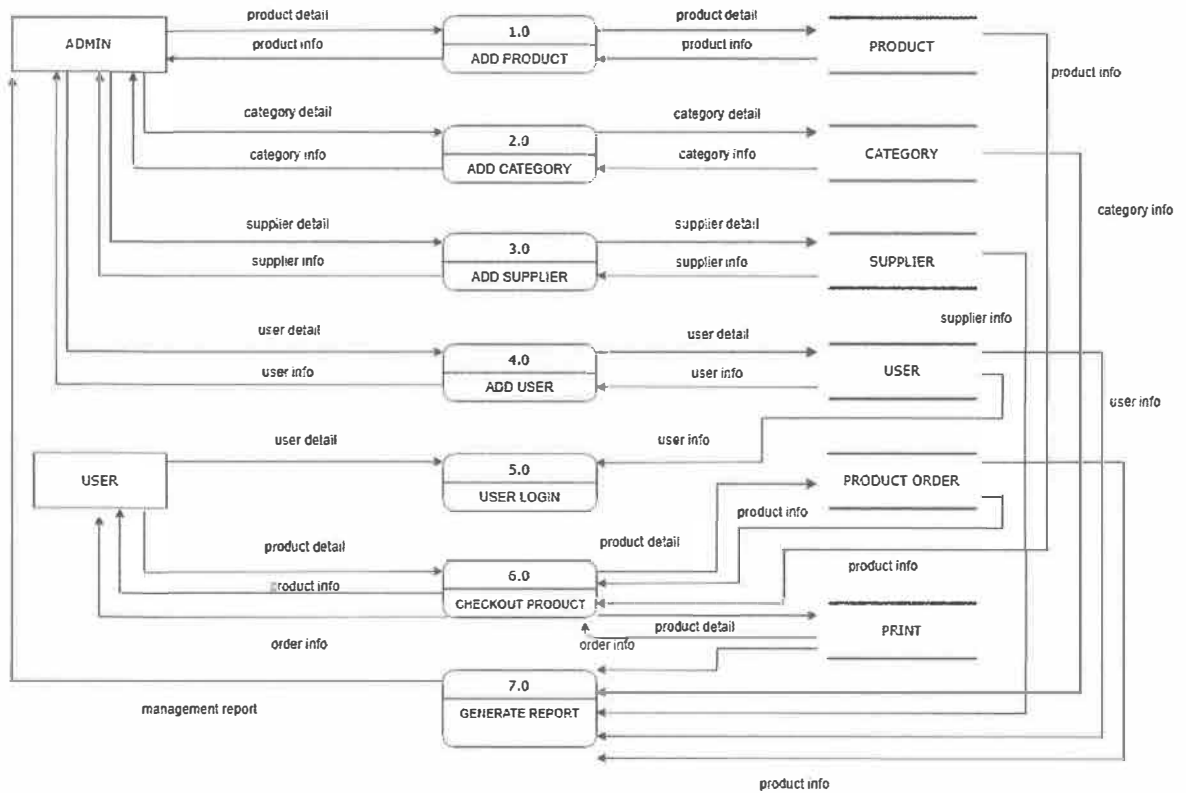 product detail
product detail
ADMIN
1.0
product info
product info
PRODUCT
ADD PRODUCT
product info
category detail
category detail
2.0
category info
category info
CATEGORY
ADD CATEGORY
category info
supplier detail
supplier detail
3.0
supplier info
supplier info
SUPPLIER
ADD SUPPLIER
supplier info
user detail
user detail
4.0
user info
user info
USER
ADD USER
user info
user detail
user info
5.0
USER
PRODUCT ORDER
USER LOGIN
product info
product detail
product detail
product info
6.0
product info
CHECKOUT PRODUCT
product detail
PRINT
order info
order info
7.0
management report
GENERATE REPORT
product info